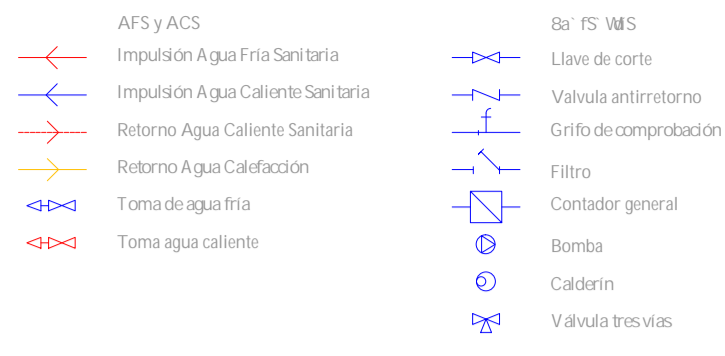 AFS y ACS
Impulsión Agua Fría Sanitaria
Impulsión Agua Caliente Sanitaria
Retorno Agua Caliente Sanitaria
Retorno Agua Calefacción
Toma de agua fría
Toma agua caliente
Llave de corte
Valvula antirretorno
Grifo de comprobación
Filtro
Contador general
Bomba
Calderín
Válvula tres vías